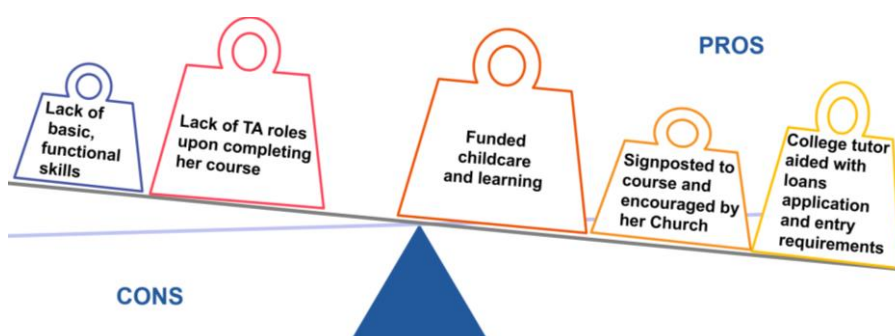 PROS
Lack of
basic,
functional
skills
Lack of TA roles
upon completing
her course
Funded
childcare
and learning
Signposted to
course and
encouraged by
her Church
College tutor
aided with
loans
application
and entry
requirements
CONS